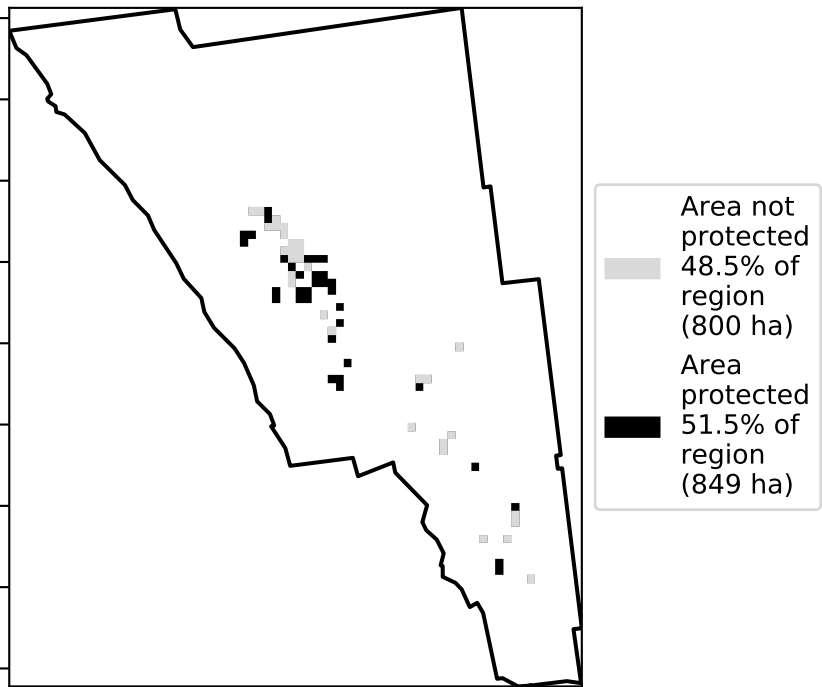 Area not
protected
48.5% of
region
(800 ha)
Area
protected
51.5% of
region
(849 ha)